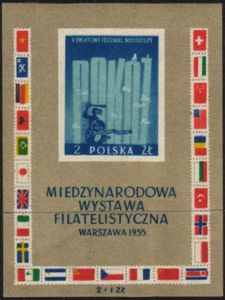 V ŚWIATOWY FESTIWAL MŁODZIEŻY
POKÓJ
2 POLSKA ZŁ
MIĘDZYNARODOWA
WYSTAWA
FILATELISTYCZNA
WARSZAWA 1955
2+1 ZŁ